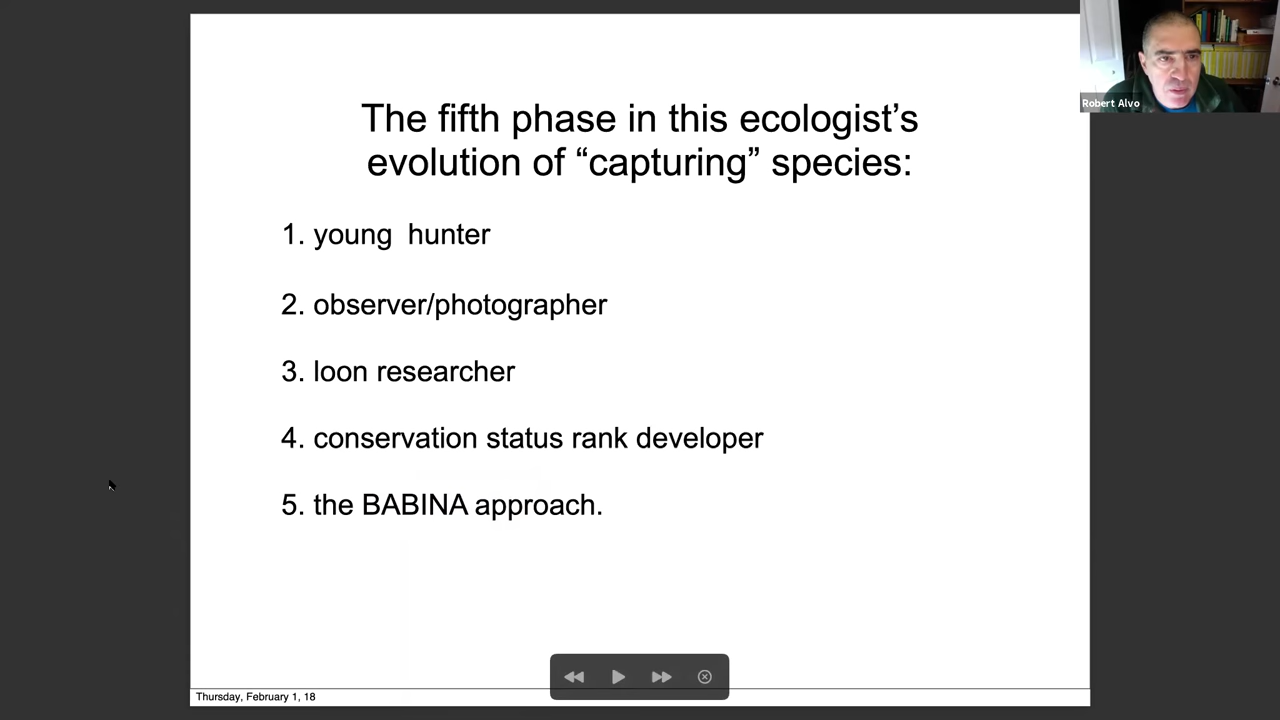 Robert Alvo
The fifth phase in this ecologist’s
evolution of “capturing” species:
1. young  hunter
2. observer/photographer
3. loon researcher
4. conservation status rank developer
5. the BABINA approach.
Thursday, February 1, 18